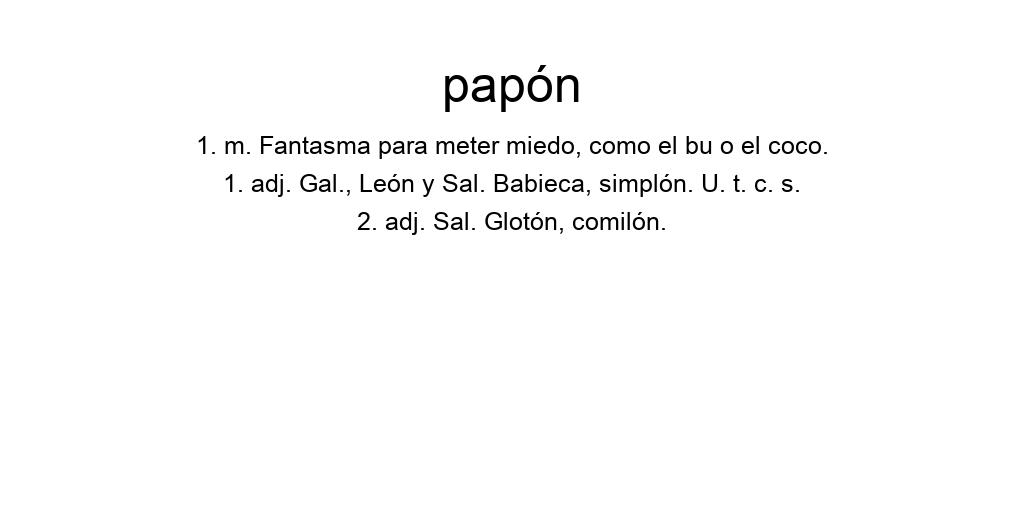 papón
1. m. Fantasma para meter miedo, como el bu o el coco.
1. adj. Gal., León y Sal. Babieca, simplón. U. t. c. s.
2. adj. Sal. Glotón, comilón.